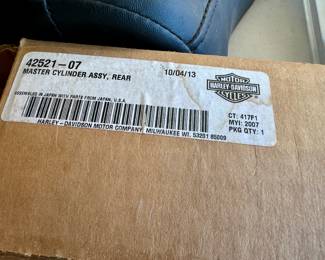 42521-07 10/04/13
MASTER CYLINDER ASSY, REAR
MOTOR
HARLEY-DAVIDSON
CYCLES
ASSEMBLED IN JAPAN WITH PARTS FROM JAPAN, U.S.A.
CT: 417F1
MYI: 2007
PKG QTY: 1
HARLEY-DAVIDSON MOTOR COMPANY MILWAUKEE WI. 53201 85009